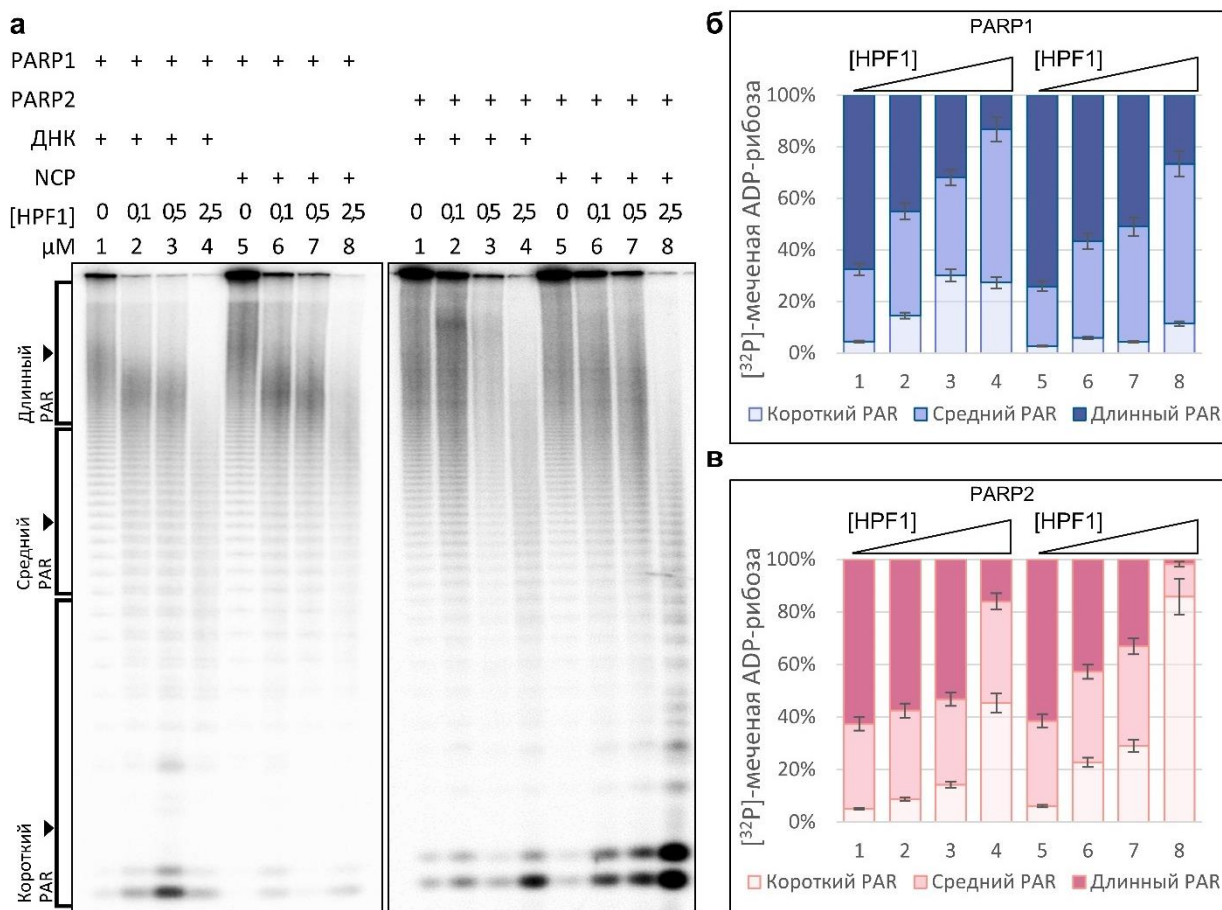 а
PARP1 + + + + + + + +
PARP2 + + + + + + + +
ДНК + + + + + + + +
NCP + + + + + + + +
[HPF1] 0 0,1 0,5 2,5 0 0,1 0,5 2,5 0 0,1 0,5 2,5 0 0,1 0,5 2,5
μM 1 2 3 4 5 6 7 8 1 2 3 4 5 6 7 8
Длинный
PAR
Средний
PAR
Короткий
PAR
б
PARP1
[HPF1] [HPF1]
[³²P]-меченая ADP-рибоза
100%
80%
60%
40%
20%
0%
1 2 3 4 5 6 7 8
Короткий PAR Средний PAR Длинный PAR
в
PARP2
[HPF1] [HPF1]
[³²P]-меченая ADP-рибоза
100%
80%
60%
40%
20%
0%
1 2 3 4 5 6 7 8
Короткий PAR Средний PAR Длинный PAR